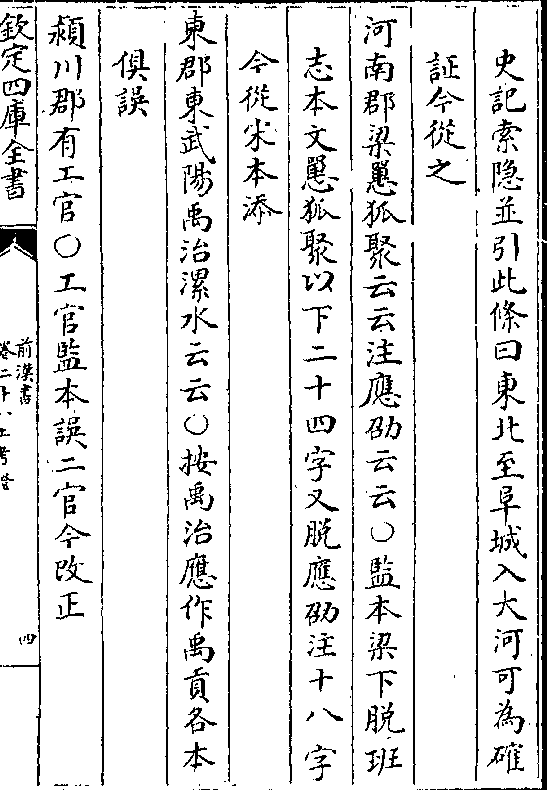 史記索隐並引此條曰東北至阜城入大河可為確
証今從之
河南郡梁𢠸狐聚云云注應劭云云○監本梁下脱班
志本文𢠸狐聚以下二十四字又脱應劭注十八字
今從宋本添
東郡東武陽禹治漯水云云○按禹治應作禹貢各本
俱誤
潁川郡有工官○工官監本誤二官今改正
欽定四庫全書
前漢書
卷二十八上考證
四